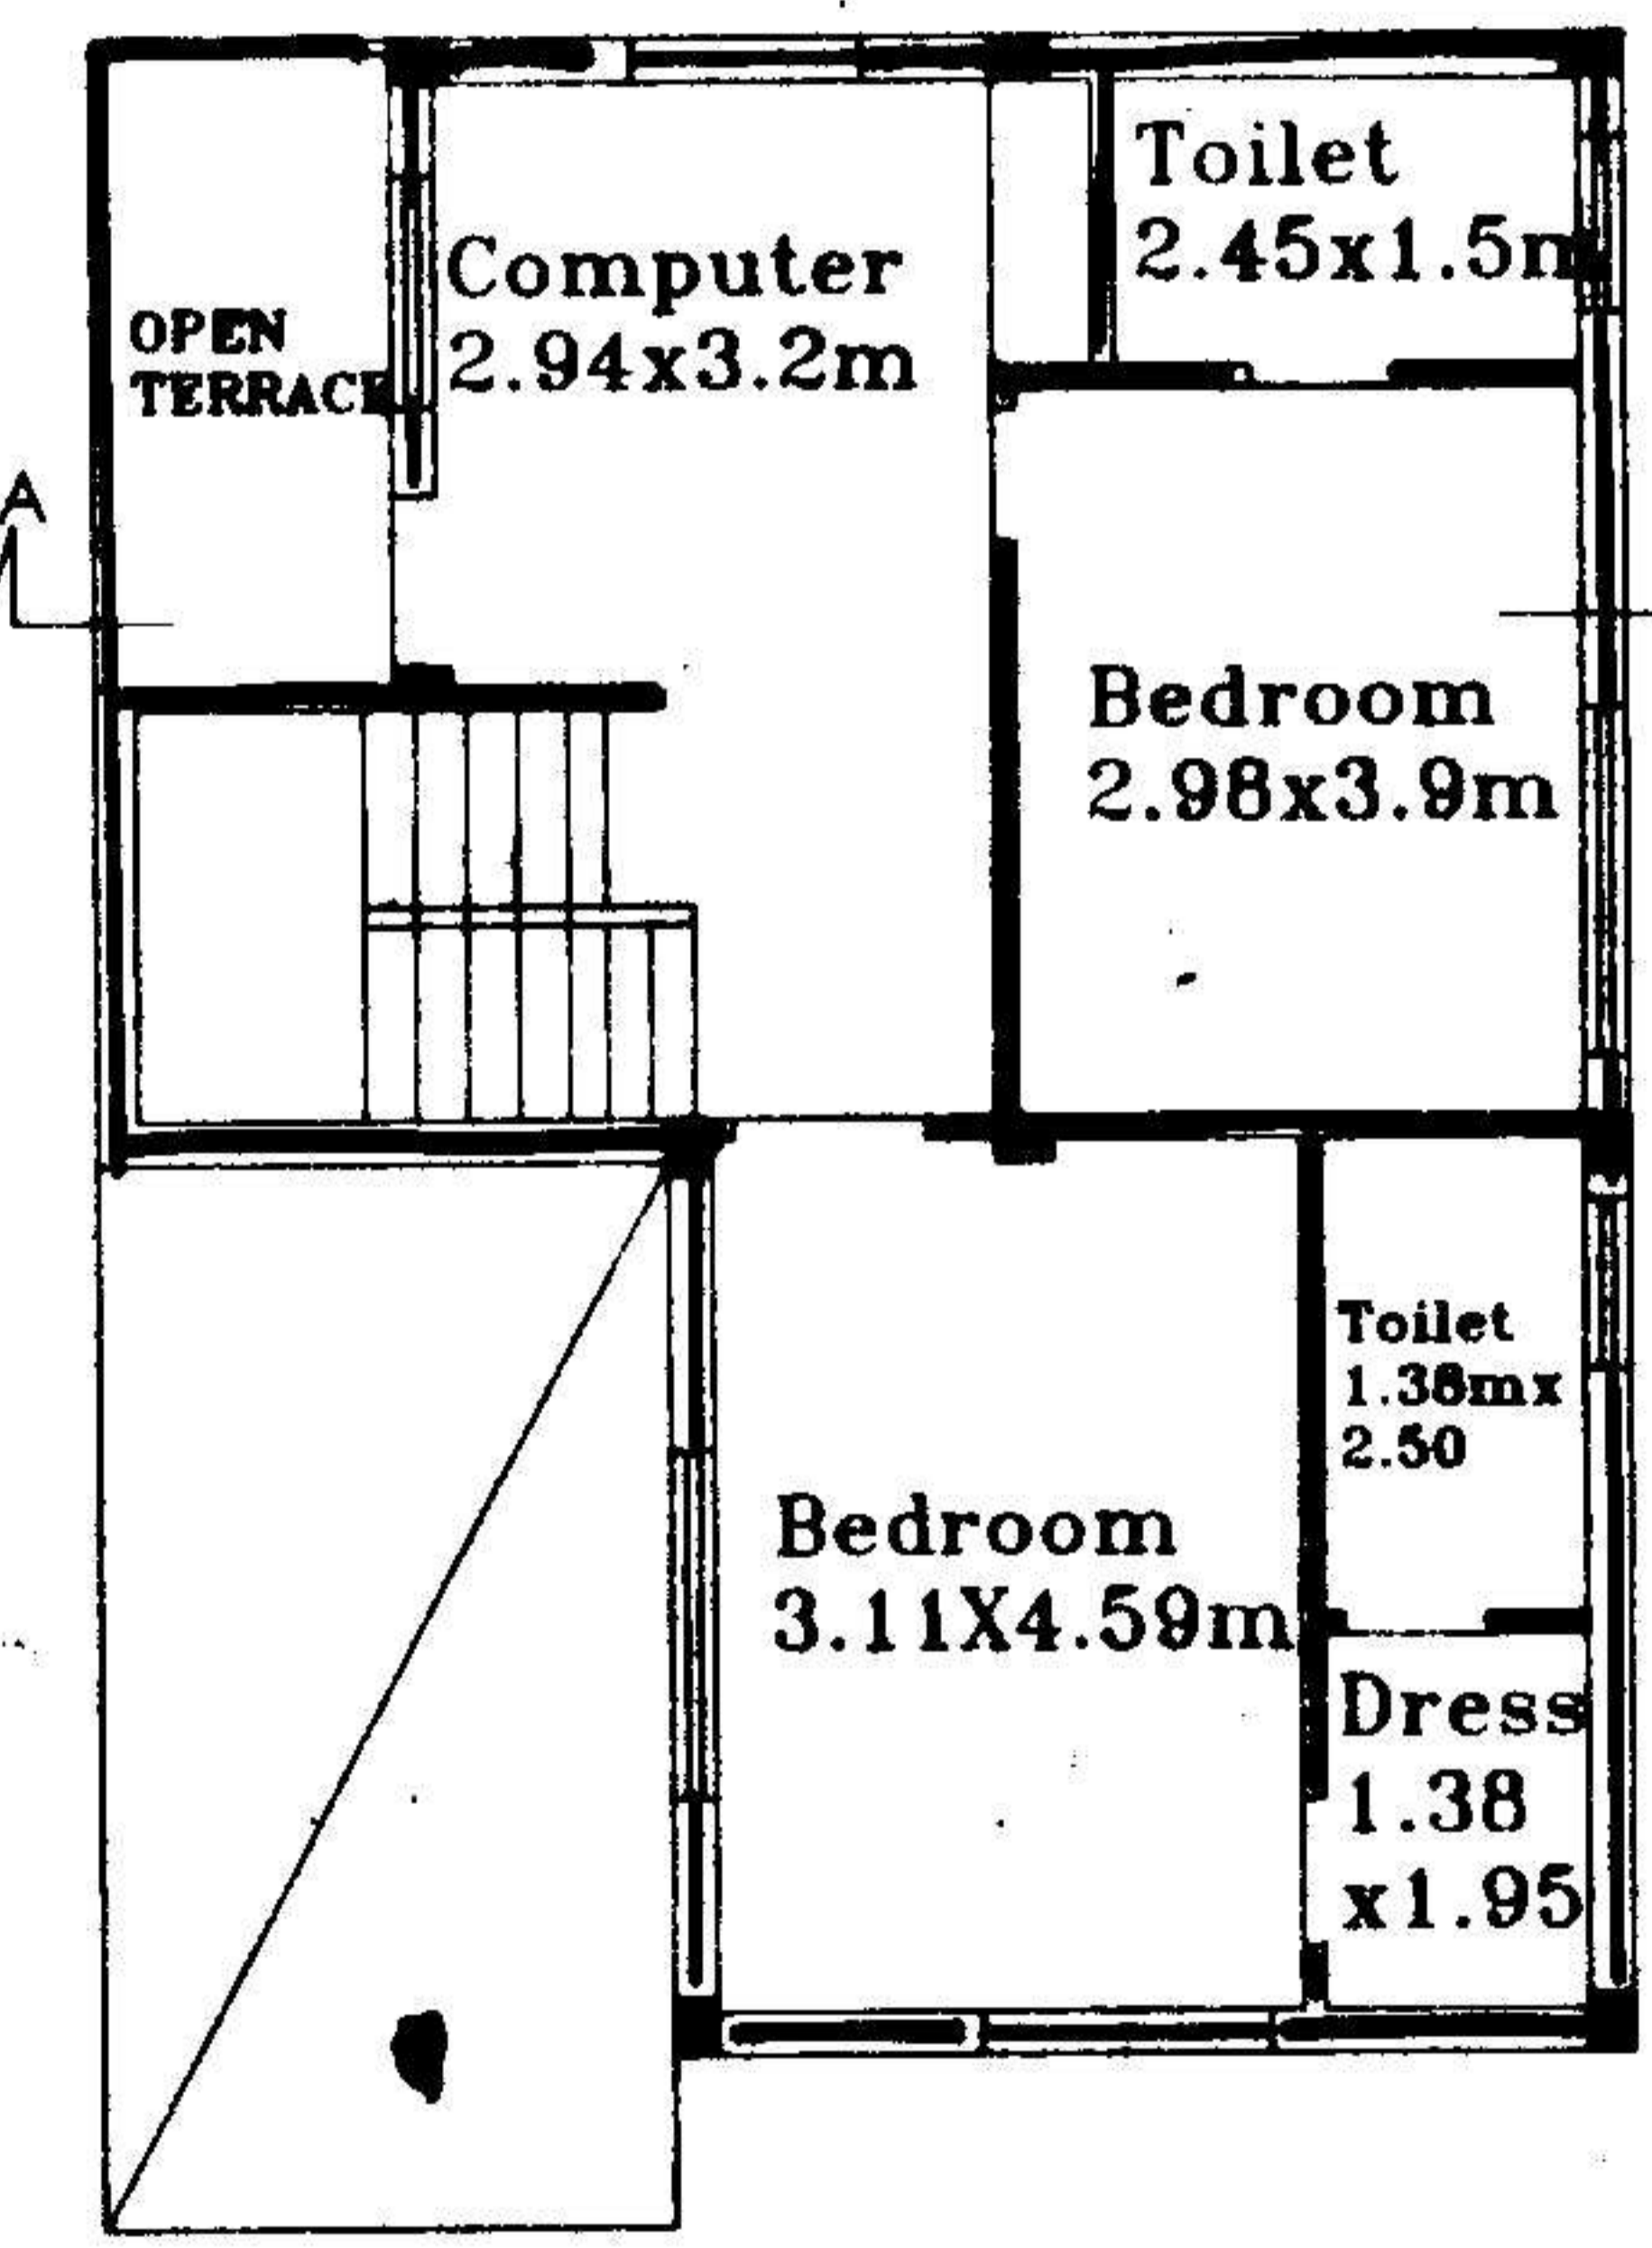 Toilet
2.45x1.5m
Computer
2.94x3.2m
OPEN
TERRACE
A
Bedroom
2.98x3.9m
Toilet
1.38mx
2.50
Bedroom
3.11X4.59m
Dress
1.38
x1.95